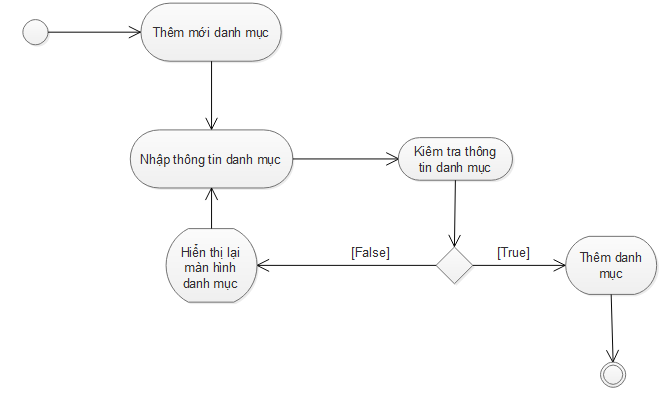 Thêm mới danh mục
Nhập thông tin danh mục
Kiêm tra thông
tin danh mục
[False]
[True]
Hiển thị lại
màn hình
danh mục
Thêm danh
mục